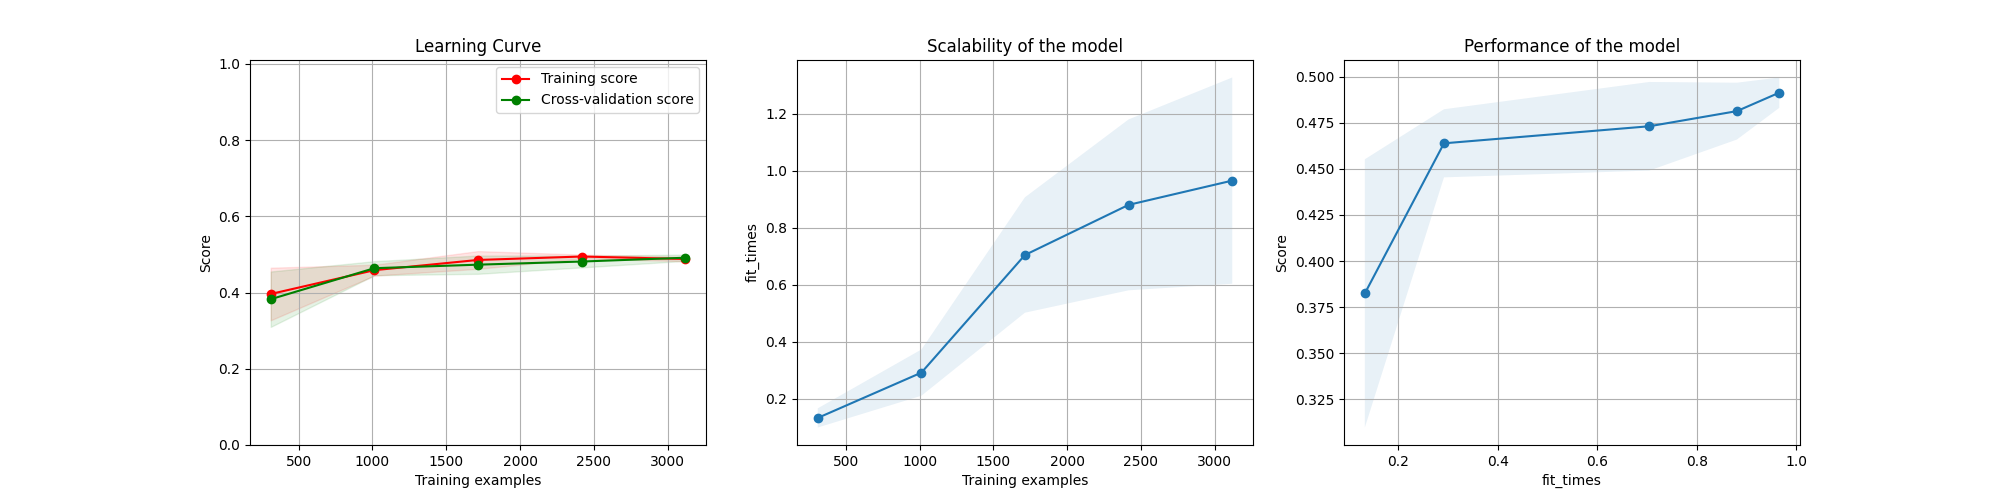 Learning Curve
Training score
Cross-validation score
1.0
0.8
0.6
0.4
0.2
0.0
Score
500 1000 1500 2000 2500 3000
Training examples
Scalability of the model
1.2
1.0
0.8
0.6
0.4
0.2
fit_times
500 1000 1500 2000 2500 3000
Training examples
Performance of the model
0.500
0.475
0.450
0.425
0.400
0.375
0.350
0.325
Score
0.2 0.4 0.6 0.8 1.0
fit_times